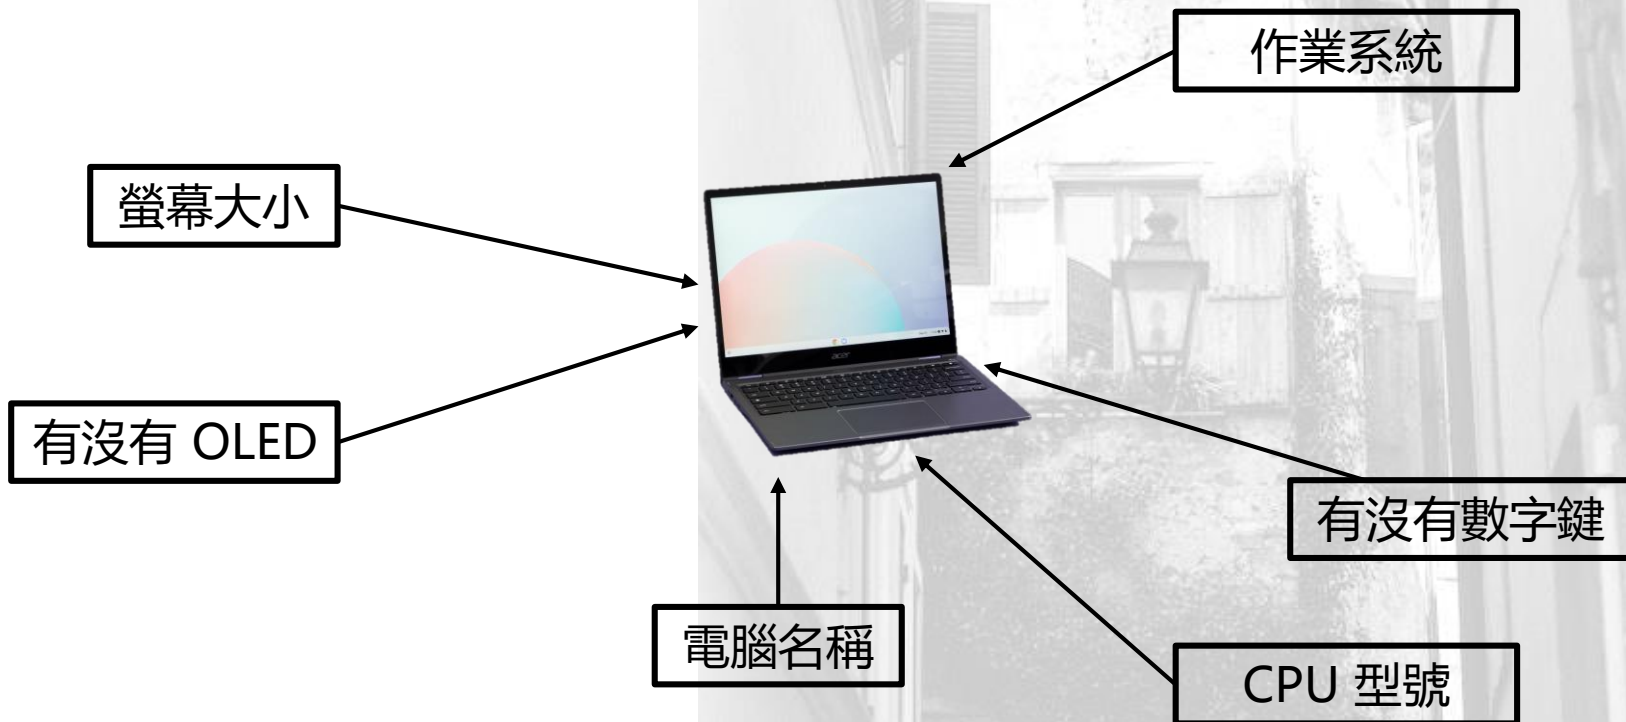 作業系統
螢幕大小
acer
有沒有 OLED
有沒有數字鍵
電腦名稱
CPU 型號